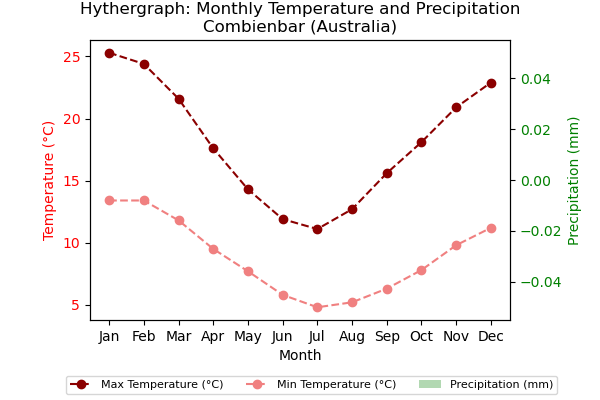 Hythergraph: Monthly Temperature and Precipitation
Combienbar (Australia)
Temperature (°C)
25
20
15
10
5
0.04
0.02
0.00
−0.02
−0.04
Precipitation (mm)
Jan Feb Mar Apr May Jun Jul Aug Sep Oct Nov Dec
Month
Max Temperature (°C) Min Temperature (°C) Precipitation (mm)